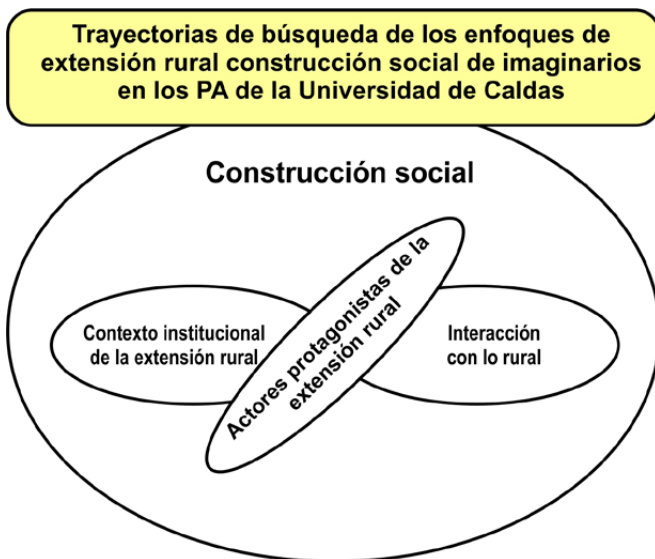 Trayectorias de búsqueda de los enfoques de
extensión rural construcción social de imaginarios
en los PA de la Universidad de Caldas
Construcción social
Contexto institucional
de la extensión rural
Actores protagonistas de la
extensión rural
Interacción
con lo rural